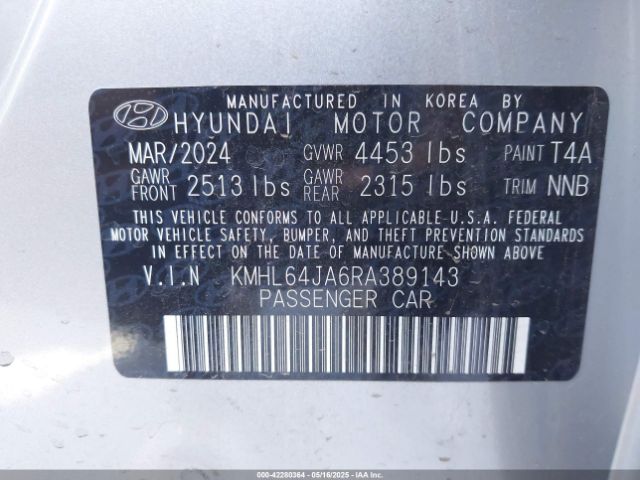 MANUFACTURED IN KOREA BY
HYUNDAI MOTOR COMPANY
MAR/2024 GVWR 4453 lbs PAINT T4A
GAWR FRONT 2513 lbs GAWR REAR 2315 lbs TRIM NNB
THIS VEHICLE CONFORMS TO ALL APPLICABLE U.S.A. FEDERAL
MOTOR VEHICLE SAFETY, BUMPER, AND THEFT PREVENTION STANDARDS
IN EFFECT ON THE DATE OF MANUFACTURE SHOWN ABOVE
V.I.N KMHL64JA6RA389143
PASSENGER CAR
000-42280364 - 05/16/2025 - COPYRIGHT IAA